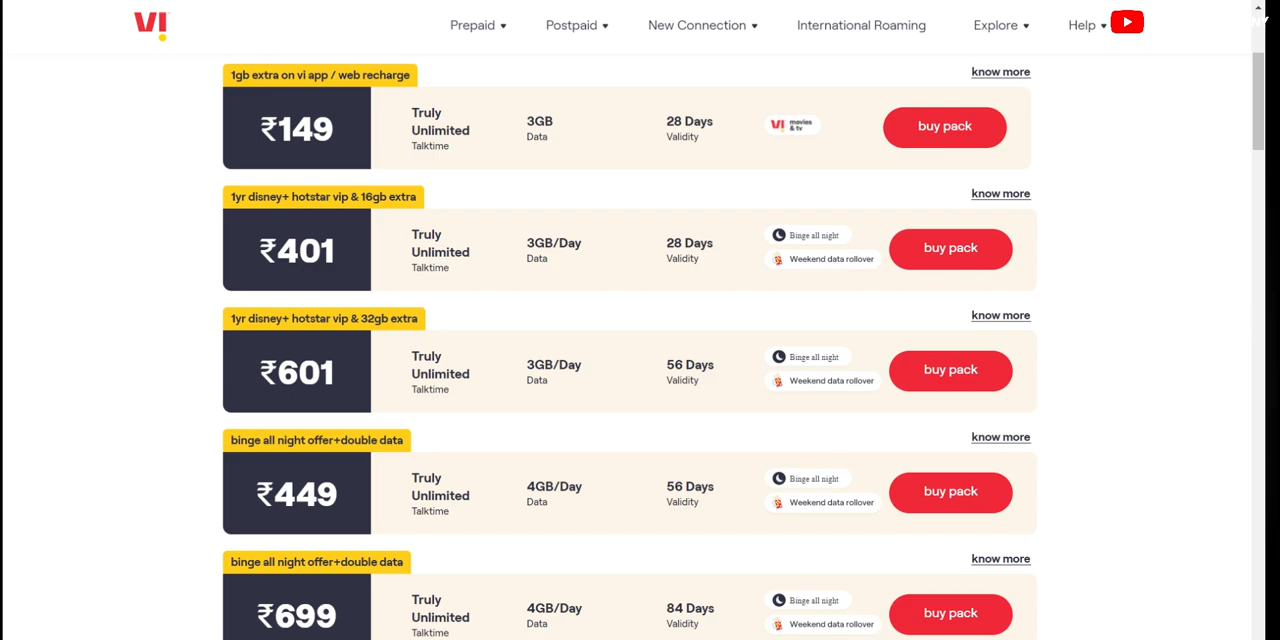 VI
Prepaid ▾ Postpaid ▾ New Connection ▾ International Roaming Explore ▾ Help ▾
1gb extra on vi app / web recharge
know more
₹149
Truly
Unlimited
Talktime
3GB
Data
28 Days
Validity
VI movies
& tv
buy pack
1yr disney+ hotstar vip & 16gb extra
know more
₹401
Truly
Unlimited
Talktime
3GB/Day
Data
28 Days
Validity
Binge all night
Weekend data rollover
buy pack
1yr disney+ hotstar vip & 32gb extra
know more
₹601
Truly
Unlimited
Talktime
3GB/Day
Data
56 Days
Validity
Binge all night
Weekend data rollover
buy pack
binge all night offer+double data
know more
₹449
Truly
Unlimited
Talktime
4GB/Day
Data
56 Days
Validity
Binge all night
Weekend data rollover
buy pack
binge all night offer+double data
know more
₹699
Truly
Unlimited
Talktime
4GB/Day
Data
84 Days
Validity
Binge all night
Weekend data rollover
buy pack